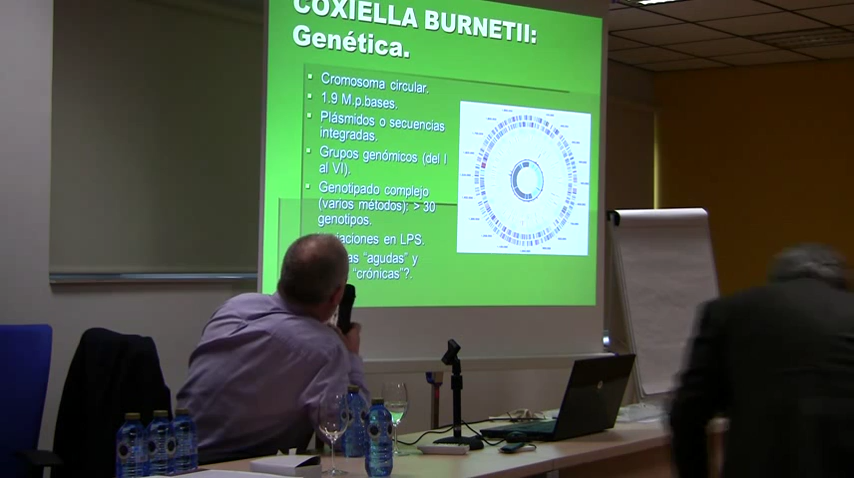 COXIELLA BURNETII:
Genética.
Cromosoma circular.
1.9 M.p.bases.
Plásmidos o secuencias
integradas.
Grupos genómicos (del I
al VI).
Genotipado complejo
(varios métodos): > 30
genotipos.
en LPS.
"agudas" y
"crónicas"?.